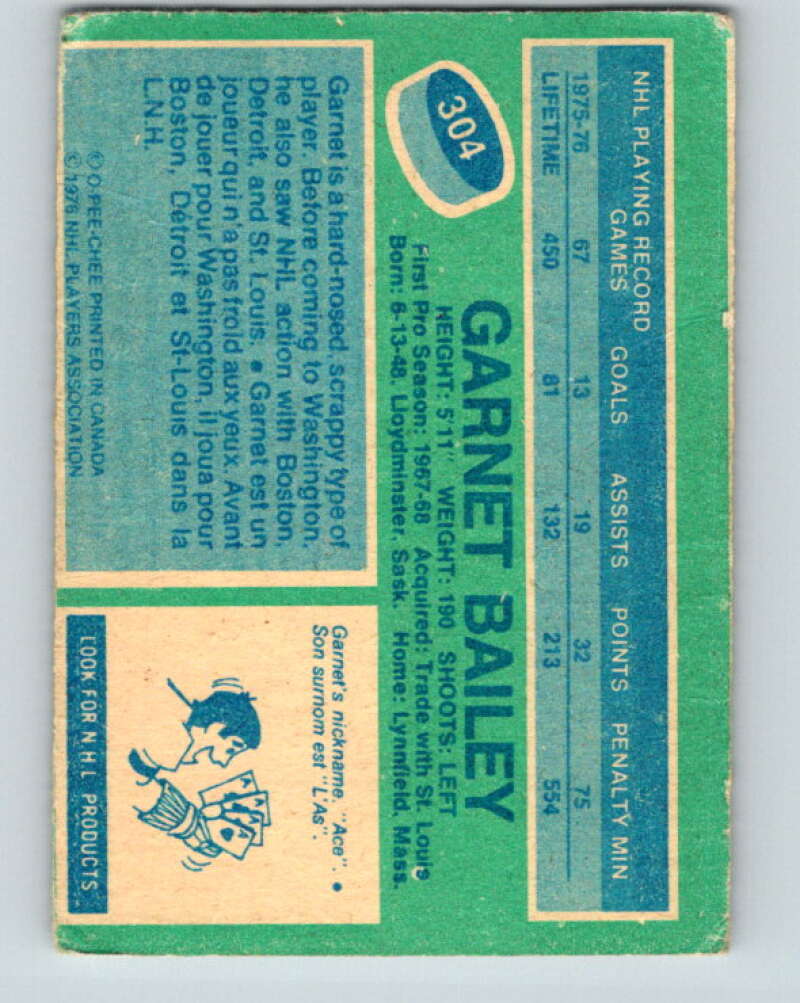 304
GARNET BAILEY
HEIGHT: 5'11" WEIGHT: 190 SHOOTS: LEFT
First Pro Season: 1967-68 Acquired: Trade with St. Louis
Born: 6-13-48, Lloydminster, Sask. Home: Lynnfield, Mass.
NHL PLAYING RECORD
GAMES GOALS ASSISTS POINTS PENALTY MIN
1975-76 67 13 19 32 75
LIFETIME 450 81 132 213 554
Garnet is a hard-nosed, scrappy type of
player. Before coming to Washington,
he also saw NHL action with Boston,
Detroit, and St. Louis. • Garnet est un
joueur qui n'a pas froid aux yeux. Avant
de jouer pour Washington, il joua pour
Boston, Détroit et St-Louis dans la
L.N.H.
© O-PEE-CHEE PRINTED IN CANADA
© 1976 NHL PLAYERS ASSOCIATION
Garnet's nickname, "Ace". •
Son surnom est "L'As".
A
A
A
A
LOOK FOR N.H.L PRODUCTS